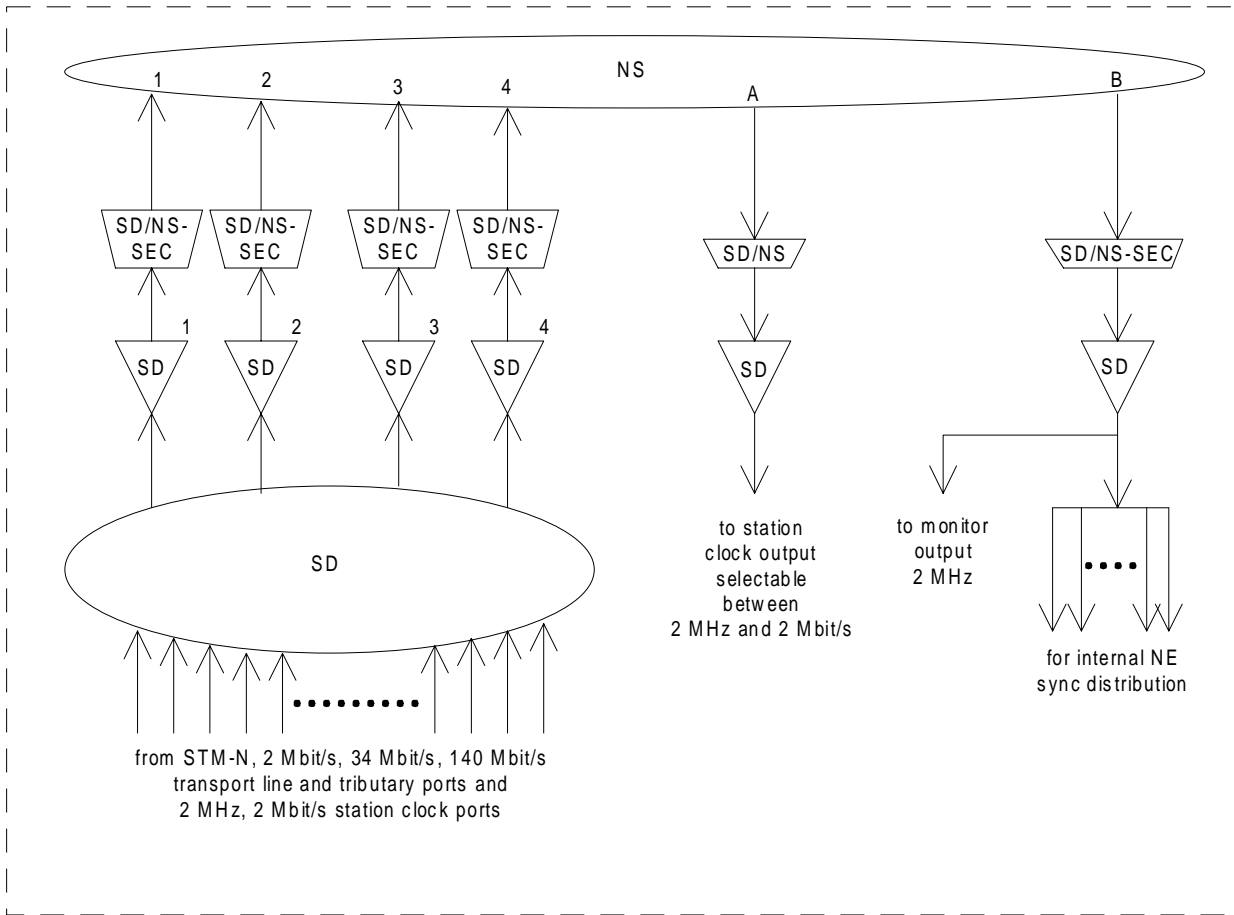 NS
1 2 3 4 A B
SD/NS-
SEC
SD/NS-
SEC
SD/NS-
SEC
SD/NS-
SEC
SD/NS
SD/NS-SEC
1 2 3 4
SD SD SD SD SD SD
SD
to station
clock output
selectable
between
2 MHz and 2 Mbit/s
to monitor
output
2 MHz
for internal NE
sync distribution
from STM-N, 2 Mbit/s, 34 Mbit/s, 140 Mbit/s
transport line and tributary ports and
2 MHz, 2 Mbit/s station clock ports